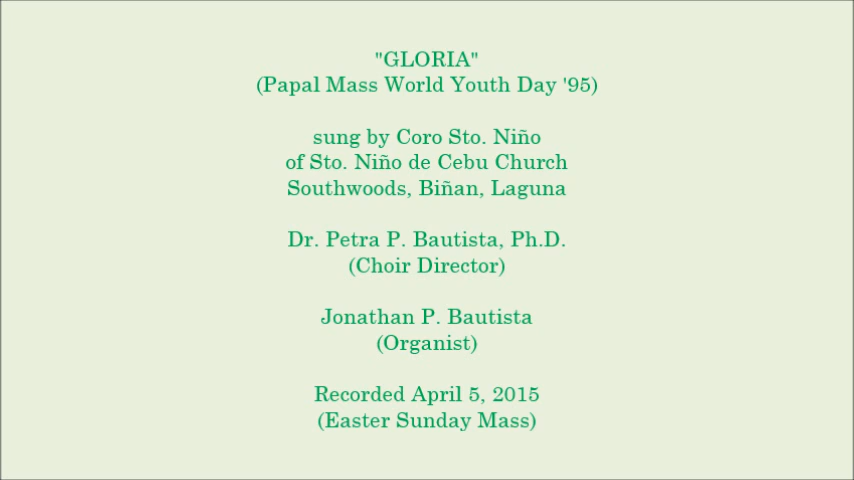 "GLORIA"
(Papal Mass World Youth Day '95)
sung by Coro Sto. Niño
of Sto. Niño de Cebu Church
Southwoods, Biñan, Laguna
Dr. Petra P. Bautista, Ph.D.
(Choir Director)
Jonathan P. Bautista
(Organist)
Recorded April 5, 2015
(Easter Sunday Mass)